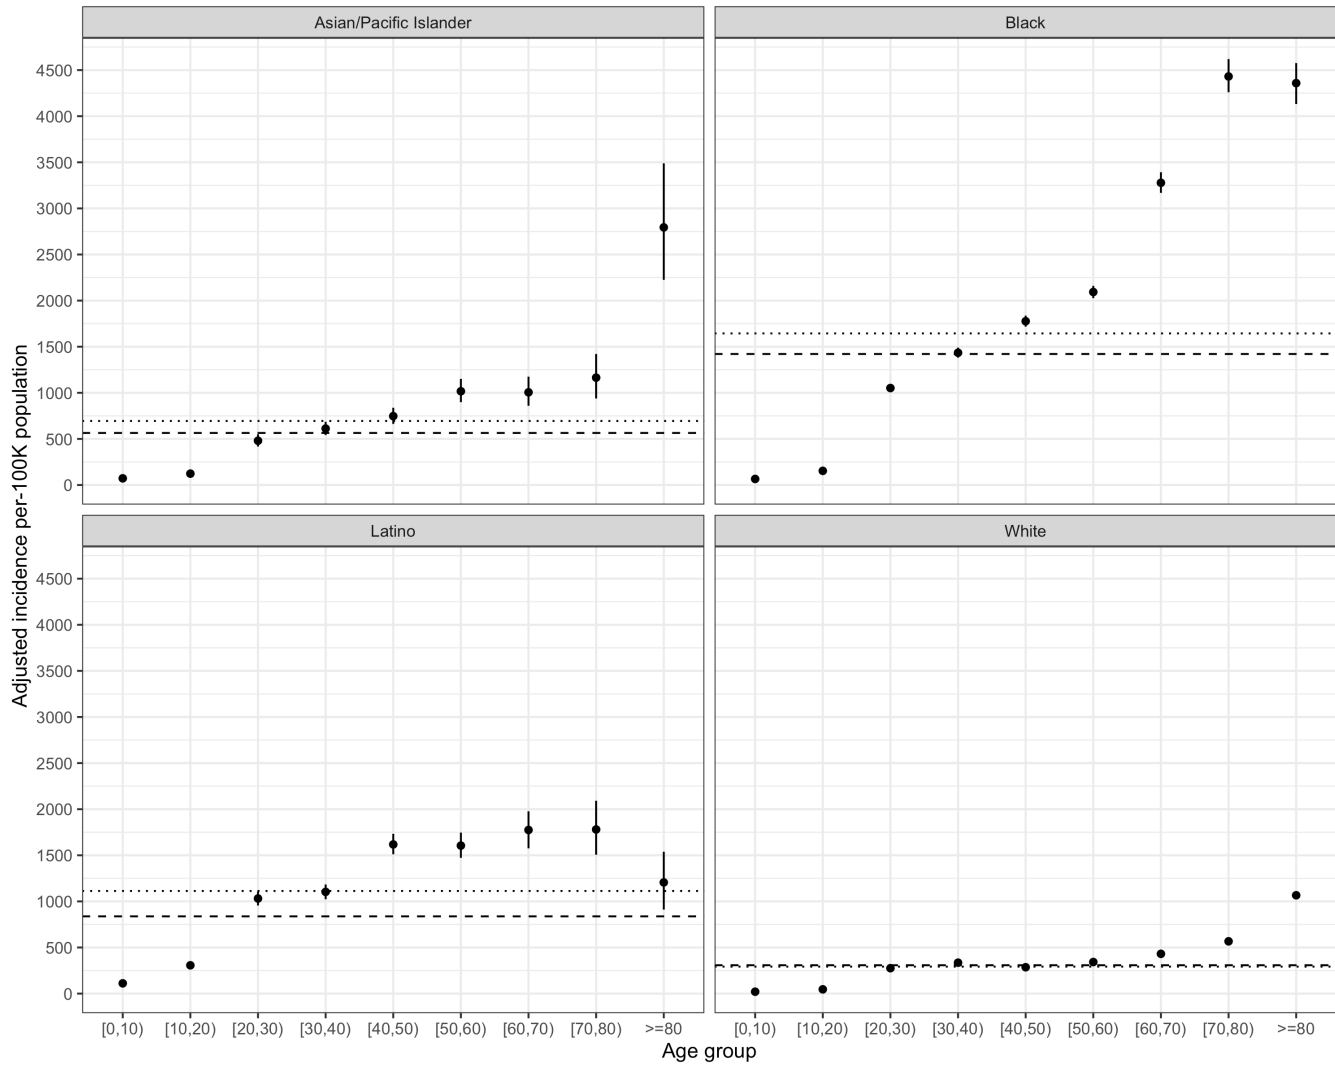 Asian/Pacific Islander
Black
4500
4000
3500
3000
2500
2000
1500
1000
500
0
Latino
White
4500
4000
3500
3000
2500
2000
1500
1000
500
0
Adjusted incidence per-100K population
[0,10) [10,20) [20,30) [30,40) [40,50) [50,60) [60,70) [70,80) >=80
[0,10) [10,20) [20,30) [30,40) [40,50) [50,60) [60,70) [70,80) >=80
Age group